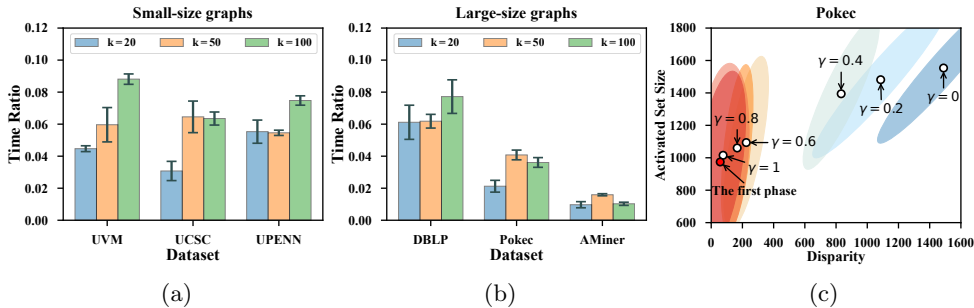 Small-size graphs
k = 20 k = 50 k = 100
Time Ratio
0.12
0.10
0.08
0.06
0.04
0.02
0.00
UVM UCSC UPENN
Dataset
(a)
Large-size graphs
k = 20 k = 50 k = 100
Time Ratio
0.12
0.10
0.08
0.06
0.04
0.02
0.00
DBLP Pokec AMiner
Dataset
(b)
Pokec
Activated Set Size
1800
1600
1400
1200
1000
800
600
γ = 0.4
γ = 0.2
γ = 0
γ = 0.8
γ = 0.6
γ = 1
The first phase
0 200 400 600 800 1000 1200 1400 1600
Disparity
(c)